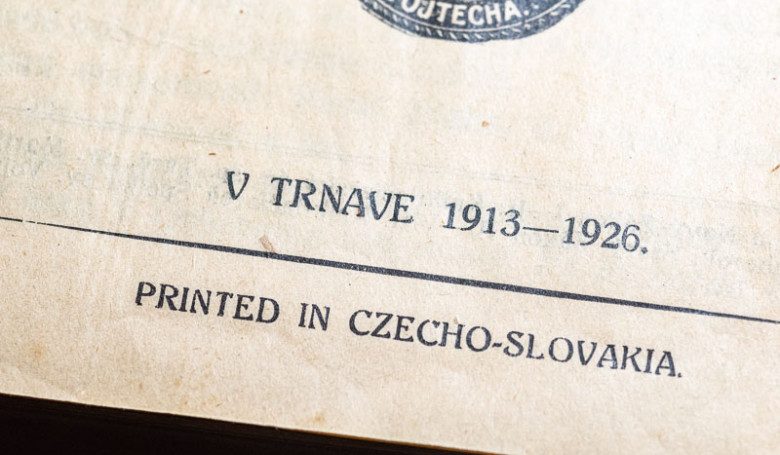 OJTECHA.
V TRNAVE 1913—1926.
PRINTED IN CZECHO-SLOVAKIA.